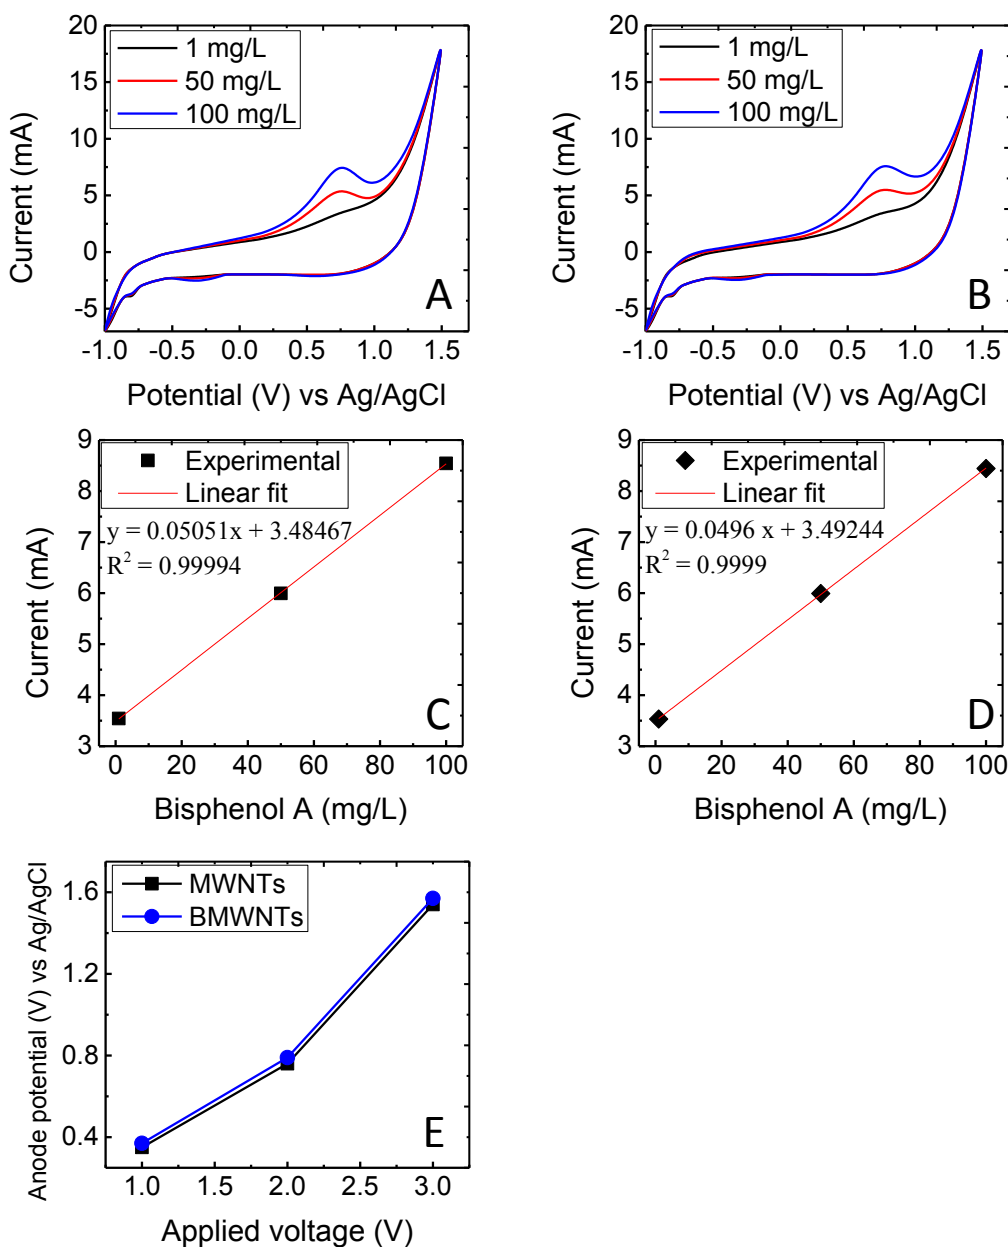 20
15
10
5
0
-5
Current (mA)
1 mg/L
50 mg/L
100 mg/L
A
-1.0 -0.5 0.0 0.5 1.0 1.5
Potential (V) vs Ag/AgCl
20
15
10
5
0
-5
Current (mA)
1 mg/L
50 mg/L
100 mg/L
B
-1.0 -0.5 0.0 0.5 1.0 1.5
Potential (V) vs Ag/AgCl
9
8
7
6
5
4
3
Current (mA)
Experimental
Linear fit
y = 0.05051x + 3.48467
R² = 0.99994
C
0 20 40 60 80 100
Bisphenol A (mg/L)
9
8
7
6
5
4
3
Current (mA)
Experimental
Linear fit
y = 0.0496 x + 3.49244
R² = 0.9999
D
0 20 40 60 80 100
Bisphenol A (mg/L)
1.6
1.2
0.8
0.4
Anode potential (V) vs Ag/AgCl
MWNTs
BMWNTs
E
1.0 1.5 2.0 2.5 3.0
Applied voltage (V)